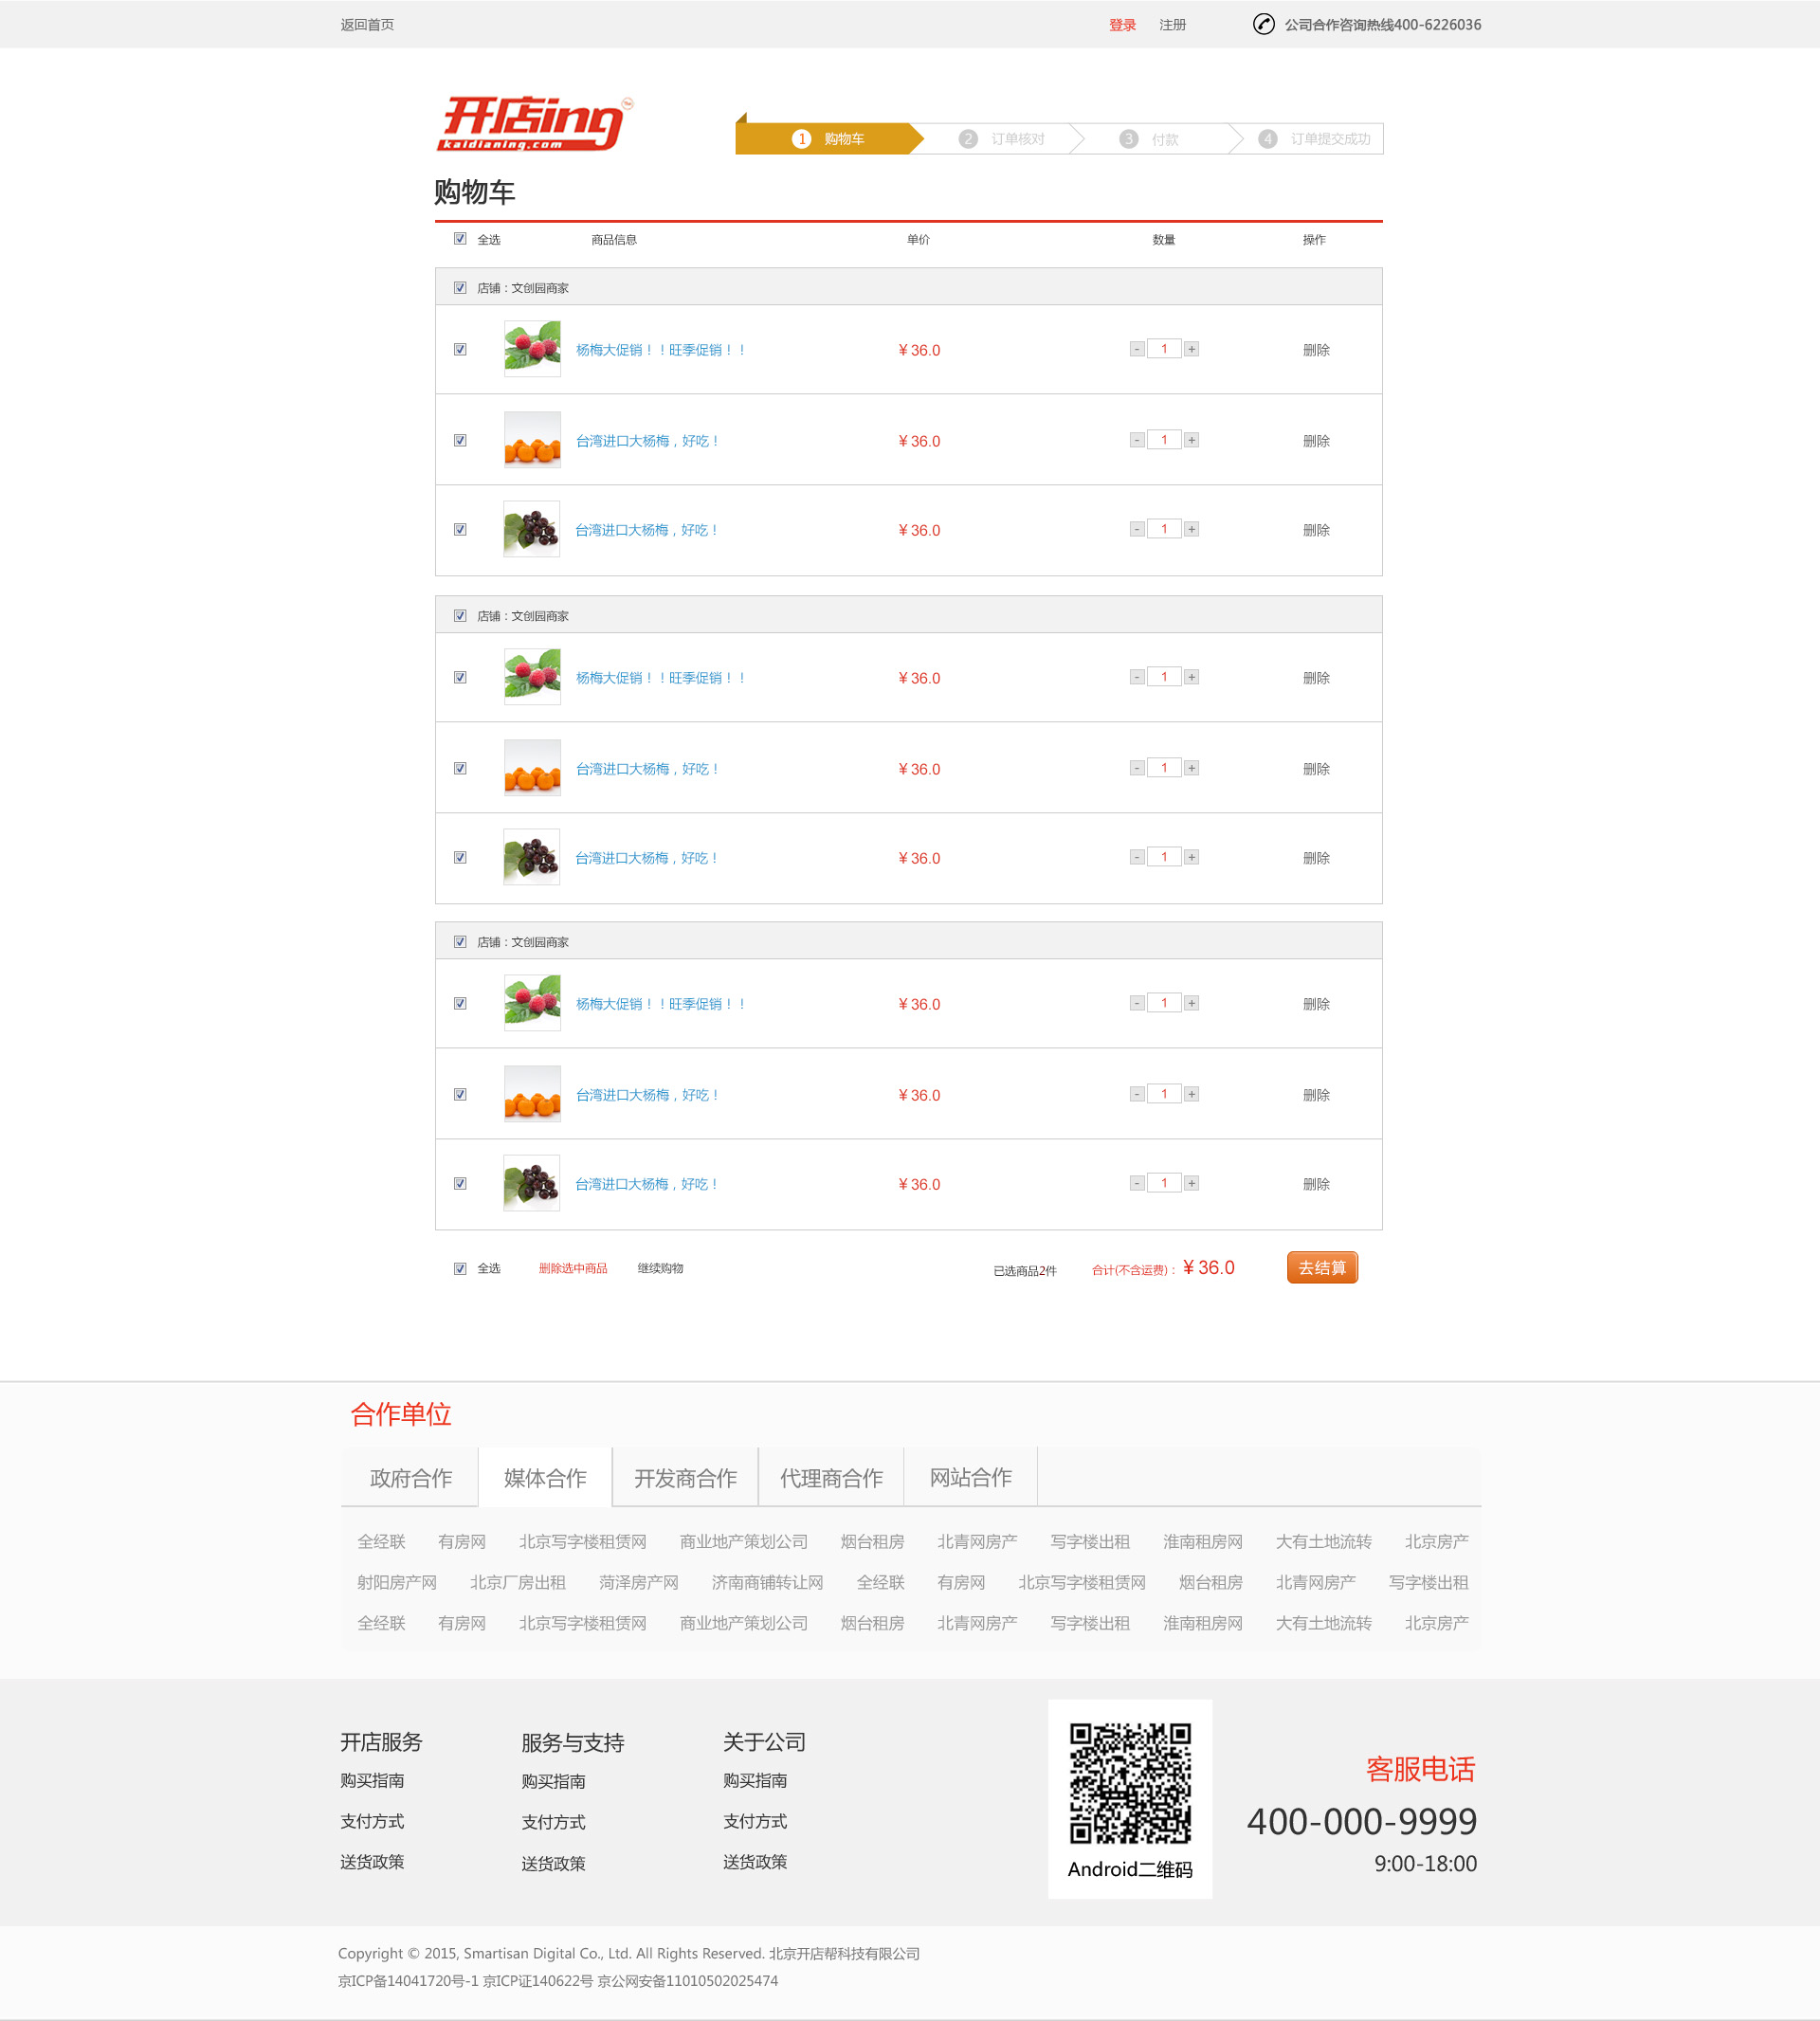 返回首页 登录 注册 公司合作咨询热线400-6226036
开店ing
kaidianing.com
1 购物车 2 订单核对 3 付款 4 订单提交成功
购物车
全选 商品信息 单价 数量 操作
店铺：文创园商家
杨梅大促销！！旺季促销！！ ¥36.0 - 1 + 删除
台湾进口大杨梅，好吃！ ¥36.0 - 1 + 删除
台湾进口大杨梅，好吃！ ¥36.0 - 1 + 删除
店铺：文创园商家
杨梅大促销！！旺季促销！！ ¥36.0 - 1 + 删除
台湾进口大杨梅，好吃！ ¥36.0 - 1 + 删除
台湾进口大杨梅，好吃！ ¥36.0 - 1 + 删除
店铺：文创园商家
杨梅大促销！！旺季促销！！ ¥36.0 - 1 + 删除
台湾进口大杨梅，好吃！ ¥36.0 - 1 + 删除
台湾进口大杨梅，好吃！ ¥36.0 - 1 + 删除
全选 删除选中商品 继续购物 已选商品2件 合计(不含运费)：¥36.0 去结算
合作单位
政府合作 媒体合作 开发商合作 代理商合作 网站合作
全经联 有房网 北京写字楼租赁网 商业地产策划公司 烟台租房 北青网房产 写字楼出租 淮南租房网 大有土地流转 北京房产
射阳房产网 北京厂房出租 菏泽房产网 济南商铺转让网 全经联 有房网 北京写字楼租赁网 烟台租房 北青网房产 写字楼出租
全经联 有房网 北京写字楼租赁网 商业地产策划公司 烟台租房 北青网房产 写字楼出租 淮南租房网 大有土地流转 北京房产
开店服务 服务与支持 关于公司
购买指南 购买指南 购买指南
支付方式 支付方式 支付方式
送货政策 送货政策 送货政策
Android二维码
客服电话
400-000-9999
9:00-18:00
Copyright © 2015, Smartisan Digital Co., Ltd. All Rights Reserved. 北京开店帮科技有限公司
京ICP备14041720号-1 京ICP证140622号 京公网安备11010502025474